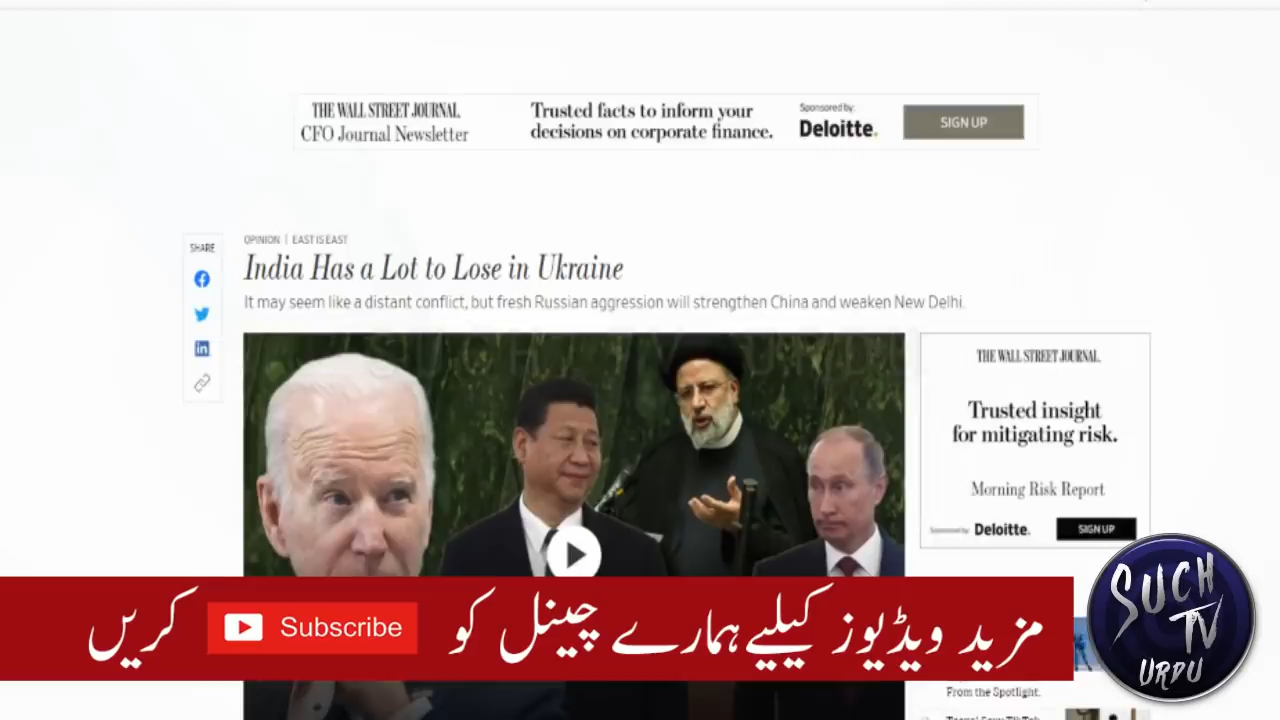 THE WALL STREET JOURNAL.
CFO Journal Newsletter
Trusted facts to inform your
decisions on corporate finance.
Sponsored by:
Deloitte.
SIGN UP
SHARE
OPINION | EAST IS EAST
India Has a Lot to Lose in Ukraine
It may seem like a distant conflict, but fresh Russian aggression will strengthen China and weaken New Delhi.
THE WALL STREET JOURNAL.
Trusted insight
for mitigating risk.
Morning Risk Report
Sponsored by:
Deloitte.
SIGN UP
مزید ویڈیوز کیلیے ہمارے چینل کو Subscribe کریں
SUCH
TV
URDU
From the Spotlight.